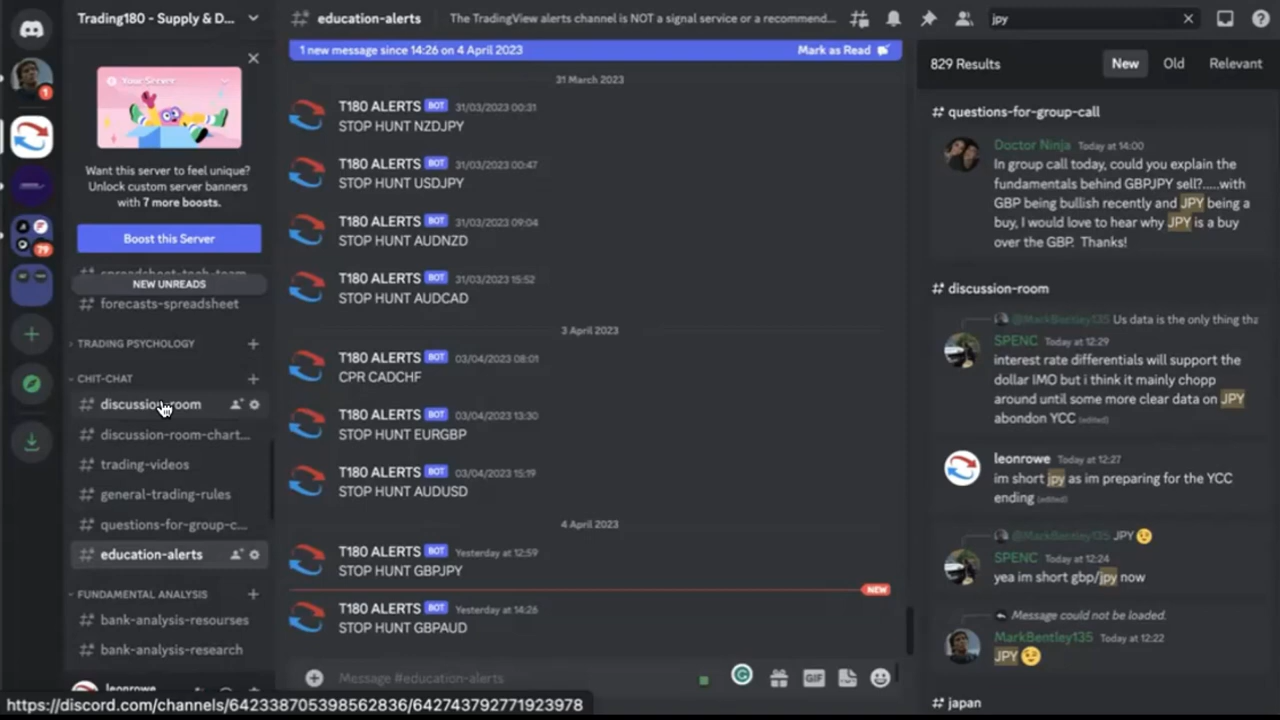 Trading180 - Supply & D...
Your Server
Want this server to feel unique?
Unlock custom server banners
with 7 more boosts.
Boost this Server
spreadsheet-tech-team
NEW UNREADS
forecasts-spreadsheet
TRADING PSYCHOLOGY
CHIT-CHAT
discussion-room
discussion-room-chart...
trading-videos
general-trading-rules
questions-for-group-c...
education-alerts
FUNDAMENTAL ANALYSIS
bank-analysis-resourses
bank-analysis-research
leonrowe
1
79
https://discord.com/channels/642338705398562836/642743792771923978
education-alerts
The TradingView alerts channel is NOT a signal service or a recommend...
1 new message since 14:26 on 4 April 2023
Mark as Read
31 March 2023
T180 ALERTS BOT 31/03/2023 00:31
STOP HUNT NZDJPY
T180 ALERTS BOT 31/03/2023 00:47
STOP HUNT USDJPY
T180 ALERTS BOT 31/03/2023 09:04
STOP HUNT AUDNZD
T180 ALERTS BOT 31/03/2023 15:52
STOP HUNT AUDCAD
3 April 2023
T180 ALERTS BOT 03/04/2023 08:01
CPR CADCHF
T180 ALERTS BOT 03/04/2023 13:30
STOP HUNT EURGBP
T180 ALERTS BOT 03/04/2023 15:19
STOP HUNT AUDUSD
4 April 2023
T180 ALERTS BOT Yesterday at 12:59
STOP HUNT GBPJPY
NEW
T180 ALERTS BOT Yesterday at 14:26
STOP HUNT GBPAUD
Message #education-alerts
GIF
jpy
829 Results
New
Old
Relevant
# questions-for-group-call
Doctor Ninja Today at 14:00
In group call today, could you explain the
fundamentals behind GBPJPY sell?.....with
GBP being bullish recently and JPY being a
buy, I would love to hear why JPY is a buy
over the GBP. Thanks!
# discussion-room
@MarkBentley135 Us data is the only thing tha
SPENC Today at 12:29
interest rate differentials will support the
dollar IMO but i think it mainly chopp
around until some more clear data on JPY
abondon YCC (edited)
leonrowe Today at 12:27
im short jpy as im preparing for the YCC
ending (edited)
@MarkBentley135 JPY 😉
SPENC Today at 12:24
yea im short gbp/jpy now
Message could not be loaded.
MarkBentley135 Today at 12:22
JPY 😉
# japan